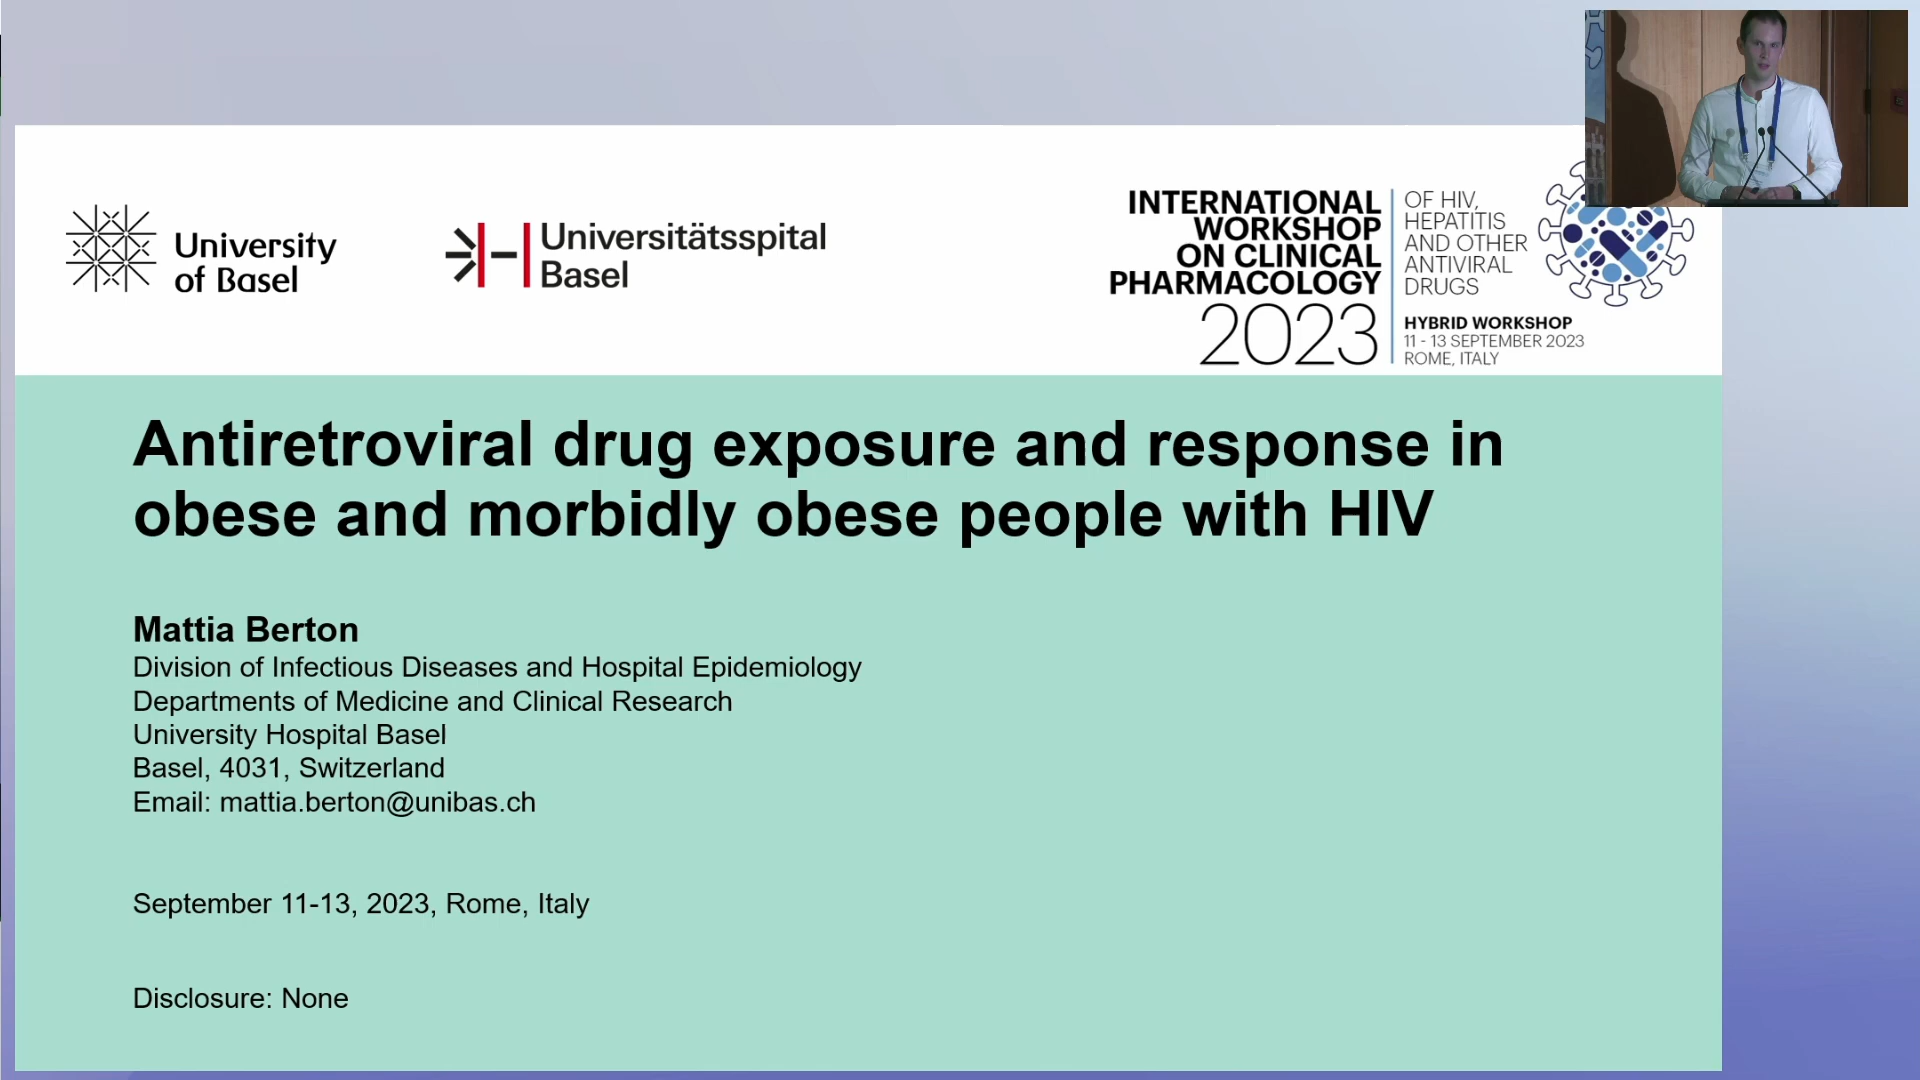 University
of Basel
Universitätsspital
Basel
INTERNATIONAL
WORKSHOP
ON CLINICAL
PHARMACOLOGY
2023
OF HIV,
HEPATITIS
AND OTHER
ANTIVIRAL
DRUGS
HYBRID WORKSHOP
11 - 13 SEPTEMBER 2023
ROME, ITALY
Antiretroviral drug exposure and response in
obese and morbidly obese people with HIV
Mattia Berton
Division of Infectious Diseases and Hospital Epidemiology
Departments of Medicine and Clinical Research
University Hospital Basel
Basel, 4031, Switzerland
Email: mattia.berton@unibas.ch
September 11-13, 2023, Rome, Italy
Disclosure: None